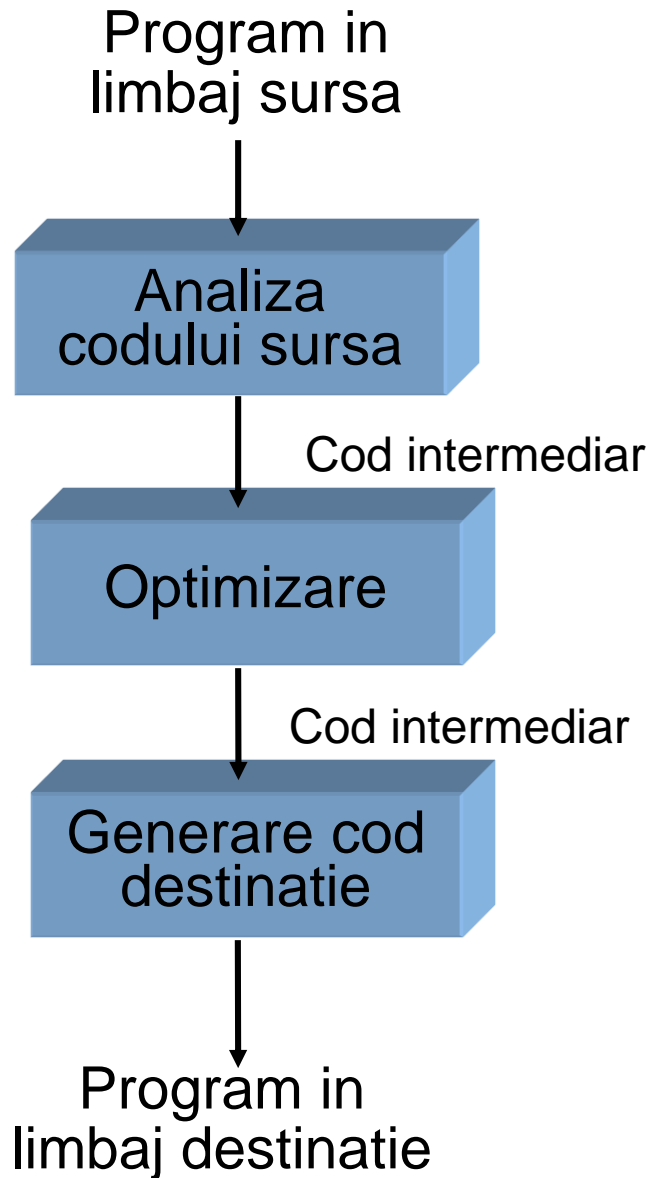 Program in
limbaj sursa
Analiza
codului sursa
Cod intermediar
Optimizare
Cod intermediar
Generare cod
destinatie
Program in
limbaj destinatie